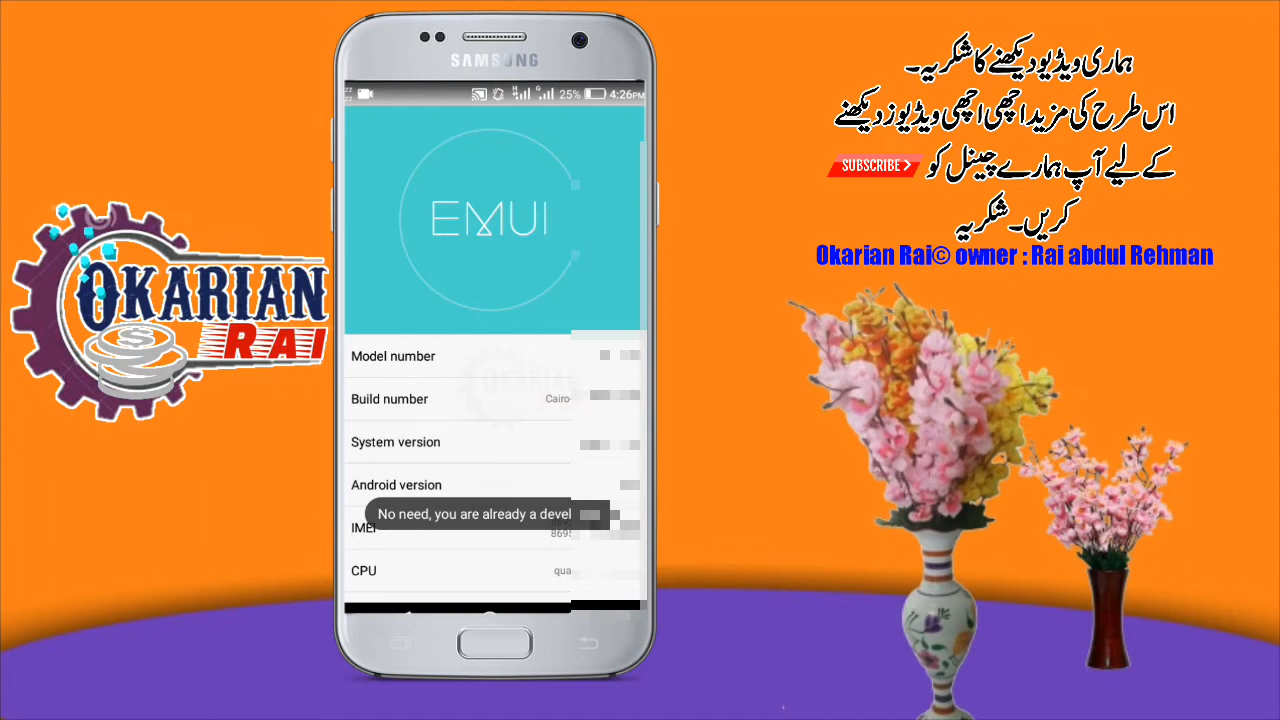 SAMSUNG
25% 4:26PM
EMUI
Model number
Build number Cairo-
System version
Android version
No need, you are already a devel
IMEI
8695
CPU qua
OKARIAN
RAI
ہماری ویڈیو دیکھنے کا شکریہ۔
اس طرح کی مزید اچھی اچھی ویڈیوز دیکھنے
کے لیے آپ ہمارے چینل کو SUBSCRIBE
کریں۔ شکریہ
Okarian Rai© owner : Rai abdul Rehman